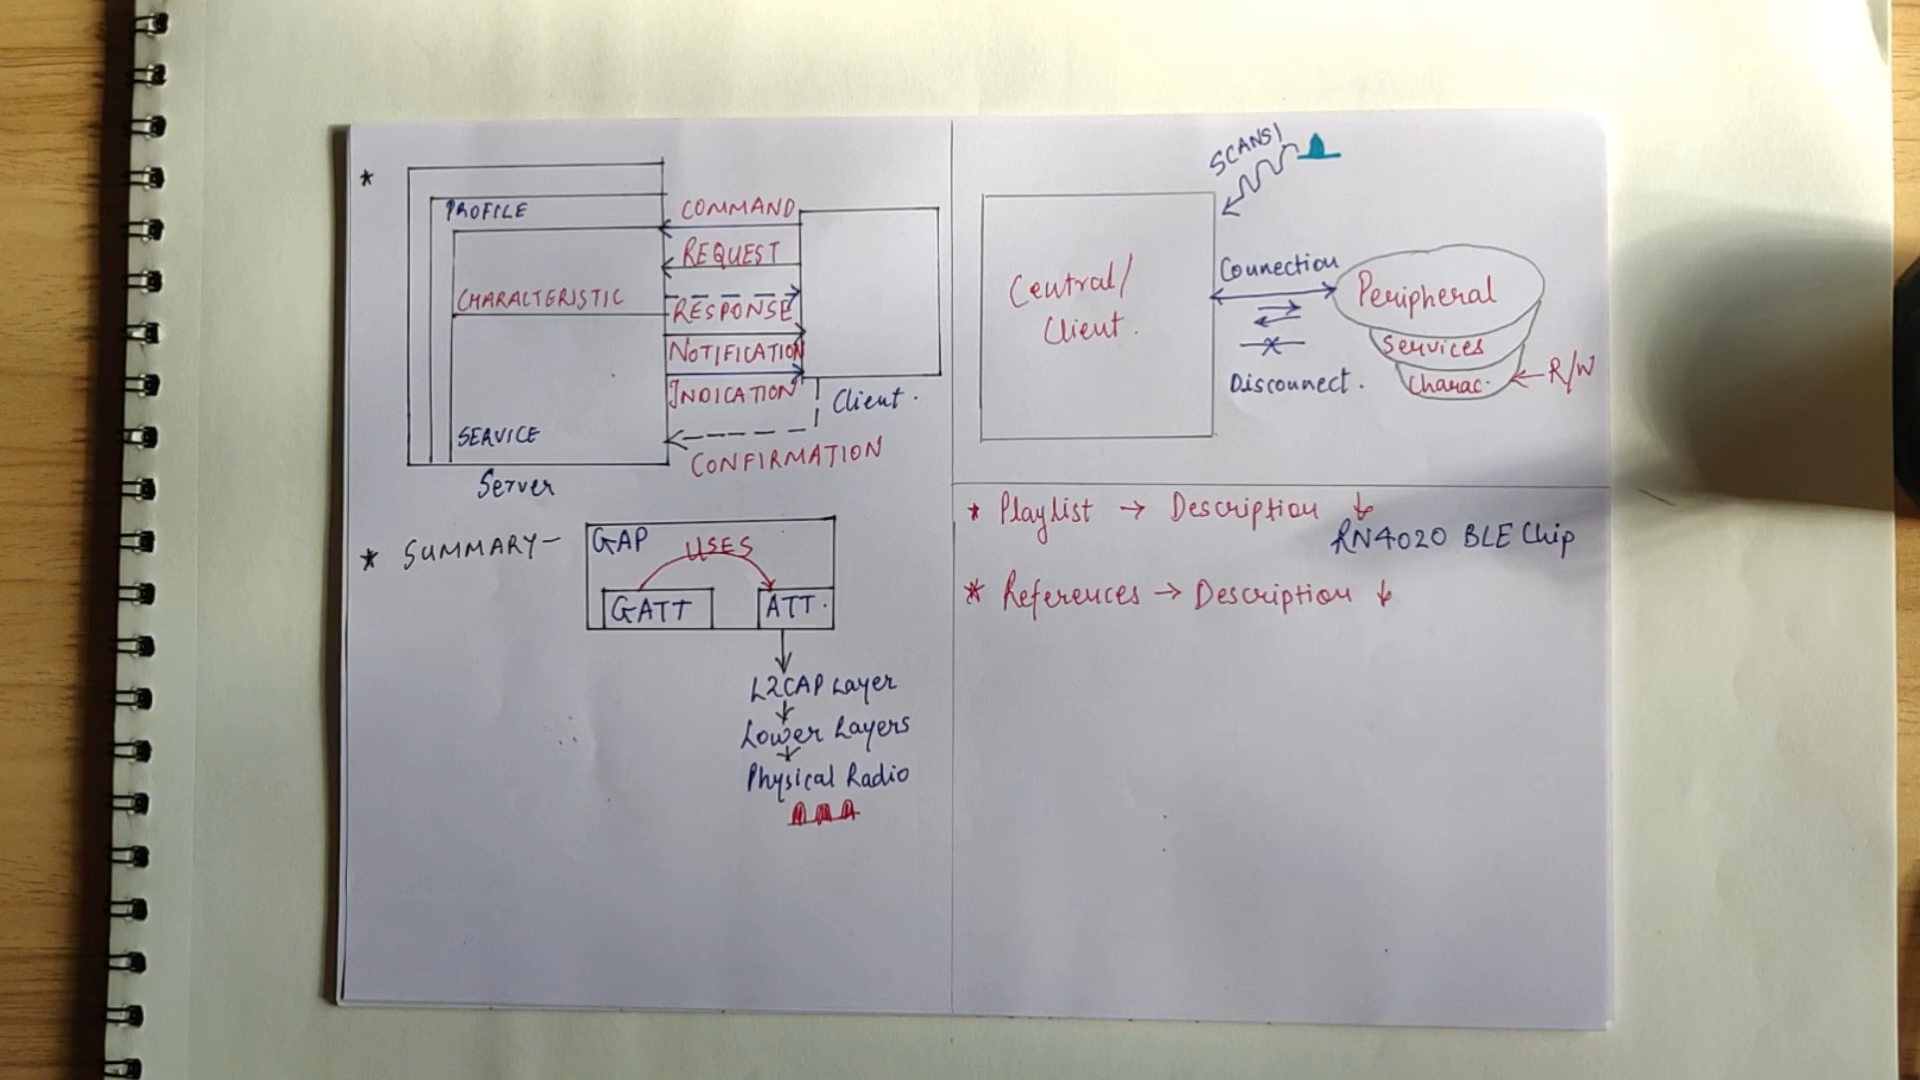 *
PROFILE
COMMAND
REQUEST
CHARACTERISTIC
RESPONSE
NOTIFICATION
INDICATION
Client.
SERVICE
CONFIRMATION
Server
* SUMMARY-
GAP
USES
GATT
ATT.
L2CAP Layer
Lower Layers
Physical Radio
SCANS!
Central/
Client.
Connection
Peripheral
Services
Charac.
R/W
Disconnect.
* Playlist → Description ↓
RN4020 BLE Chip
* References → Description ↓